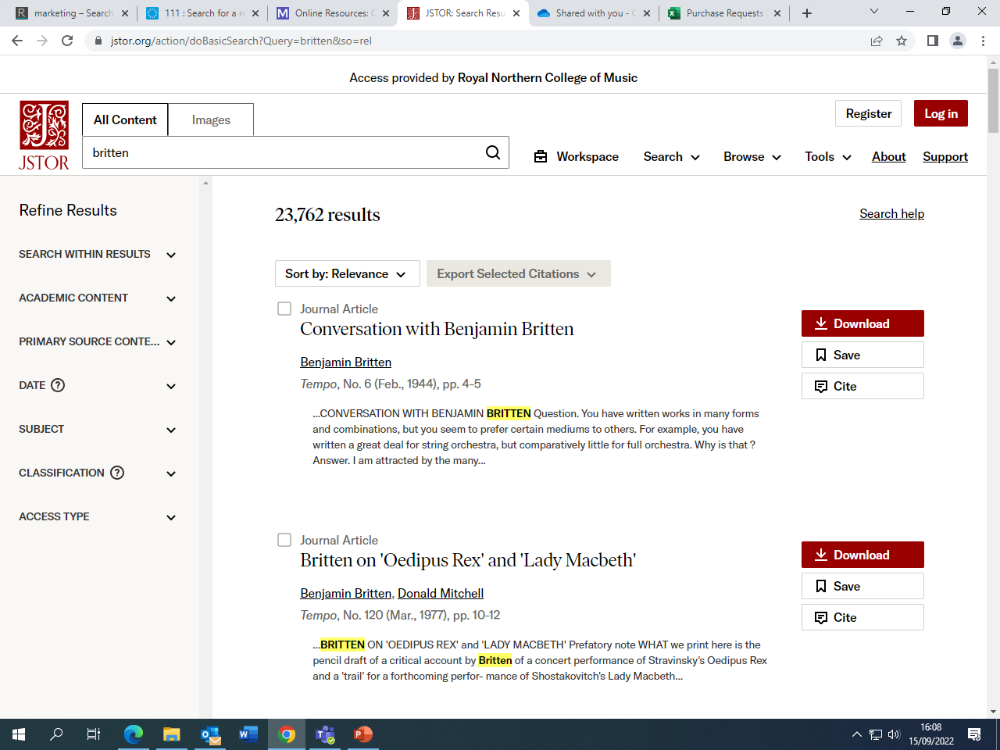 marketing – Search
111 : Search for a re
Online Resources: C
JSTOR: Search Resu
Shared with you - O
Purchase Requests
jstor.org/action/doBasicSearch?Query=britten&so=rel
Access provided by Royal Northern College of Music
JSTOR
All Content
Images
Register
Log in
britten
Workspace
Search
Browse
Tools
About
Support
Refine Results
SEARCH WITHIN RESULTS
ACADEMIC CONTENT
PRIMARY SOURCE CONTE...
DATE ?
SUBJECT
CLASSIFICATION ?
ACCESS TYPE
23,762 results
Search help
Sort by: Relevance
Export Selected Citations
Journal Article
Conversation with Benjamin Britten
Benjamin Britten
Tempo, No. 6 (Feb., 1944), pp. 4-5
...CONVERSATION WITH BENJAMIN BRITTEN Question. You have written works in many forms
and combinations, but you seem to prefer certain mediums to others. For example, you have
written a great deal for string orchestra, but comparatively little for full orchestra. Why is that ?
Answer. I am attracted by the many...
Download
Save
Cite
Journal Article
Britten on 'Oedipus Rex' and 'Lady Macbeth'
Benjamin Britten, Donald Mitchell
Tempo, No. 120 (Mar., 1977), pp. 10-12
...BRITTEN ON 'OEDIPUS REX' and 'LADY MACBETH' Prefatory note WHAT we print here is the
pencil draft of a critical account by Britten of a concert performance of Stravinsky's Oedipus Rex
and a 'trail' for a forthcoming perfor- mance of Shostakovitch's Lady Macbeth...
Download
Save
Cite
16:08
15/09/2022